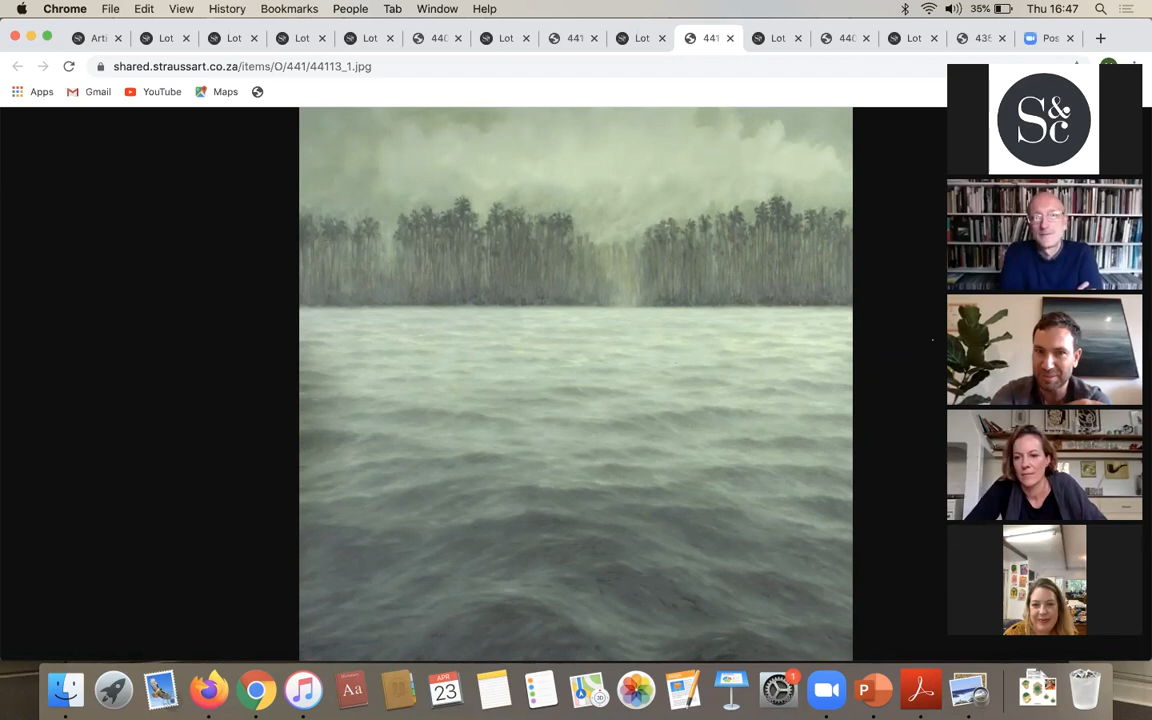 Chrome File Edit View History Bookmarks People Tab Window Help 35% Thu 16:47
Arti Lot Lot Lot Lot 440 Lot 441 Lot 441 Lot 440 Lot 435 Pos
shared.straussart.co.za/items/O/441/44113_1.jpg
Apps Gmail YouTube Maps
S&c
Aa
APR
23
1